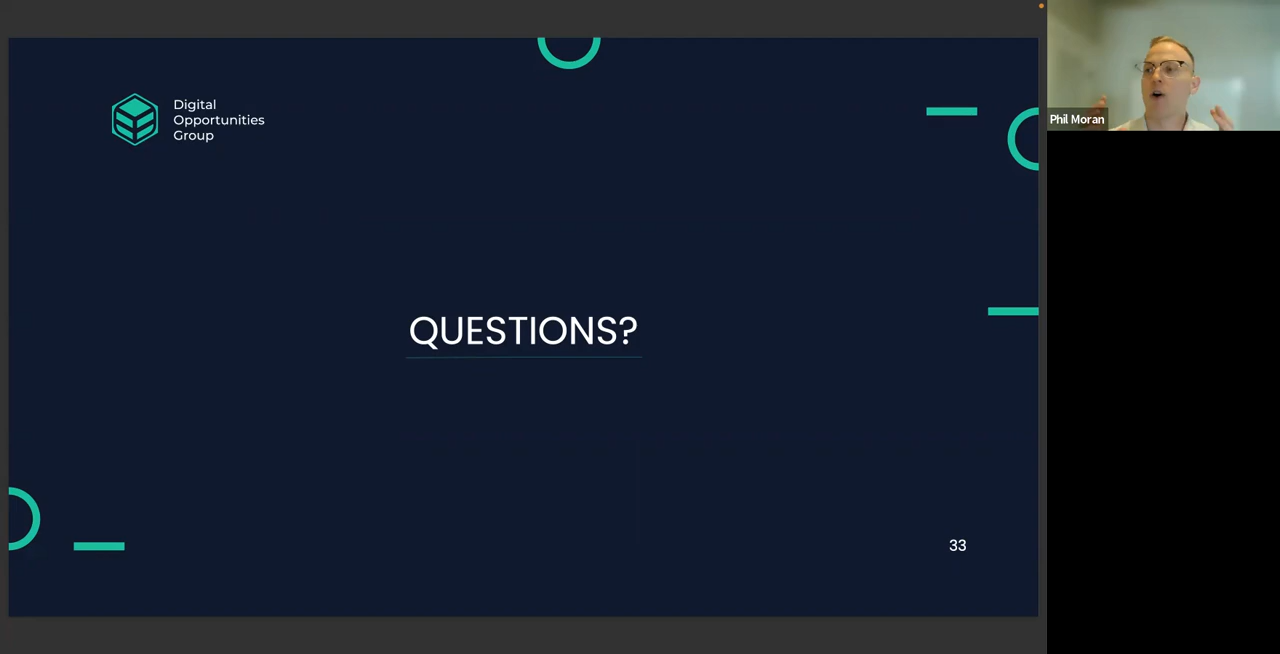 Digital
Opportunities
Group
Phil Moran
QUESTIONS?
33